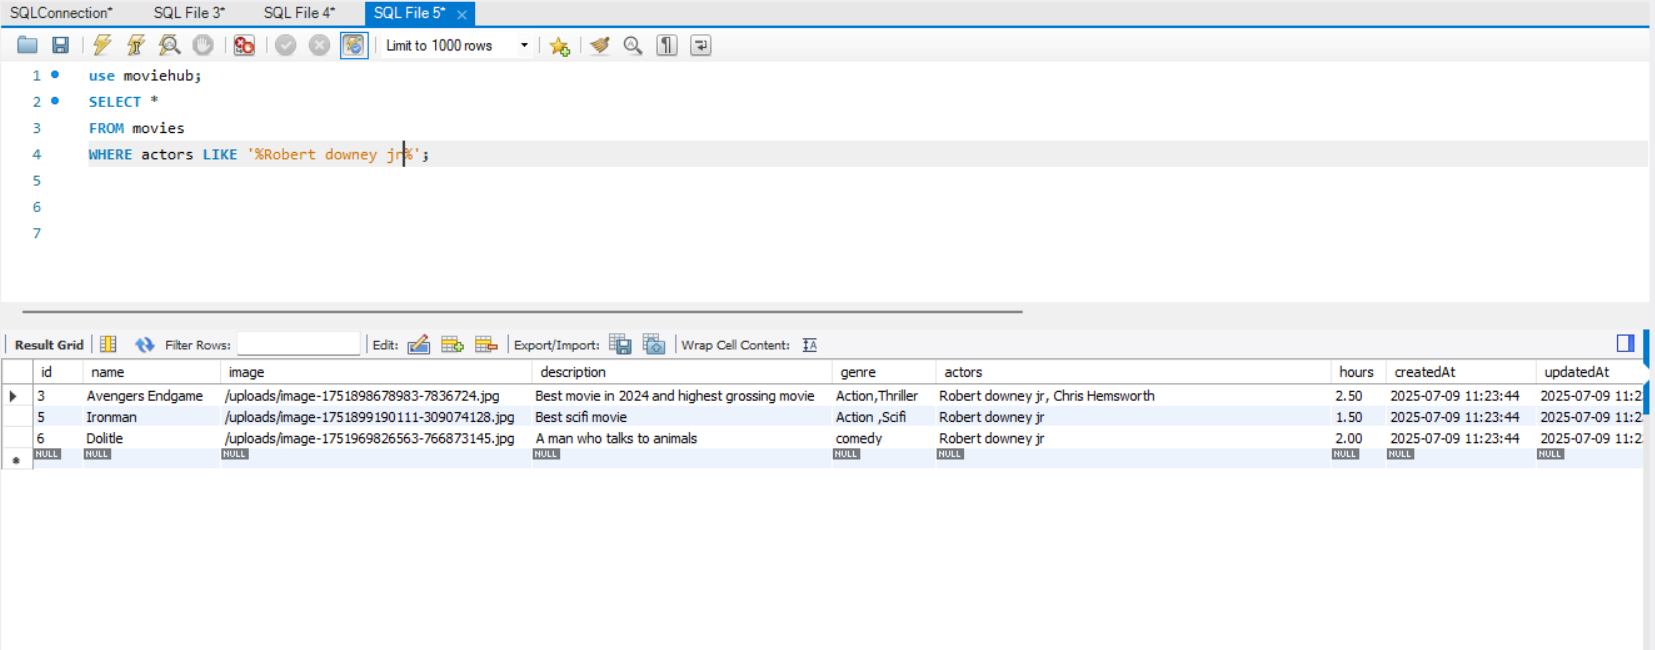 SQLConnection* SQL File 3* SQL File 4* SQL File 5*
Limit to 1000 rows
1 use moviehub;
2 SELECT *
3 FROM movies
4 WHERE actors LIKE '%Robert downey jr%';
5
6
7
Result Grid Filter Rows: Edit: Export/Import: Wrap Cell Content:
id name image description genre actors hours createdAt updatedAt
3 Avengers Endgame /uploads/image-1751898678983-7836724.jpg Best movie in 2024 and highest grossing movie Action,Thriller Robert downey jr, Chris Hemsworth 2.50 2025-07-09 11:23:44 2025-07-09 11:2
5 Ironman /uploads/image-1751899190111-309074128.jpg Best scifi movie Action ,Scifi Robert downey jr 1.50 2025-07-09 11:23:44 2025-07-09 11:2
6 Dolitle /uploads/image-1751969826563-766873145.jpg A man who talks to animals comedy Robert downey jr 2.00 2025-07-09 11:23:44 2025-07-09 11:2
NULL NULL NULL NULL NULL NULL NULL NULL NULL